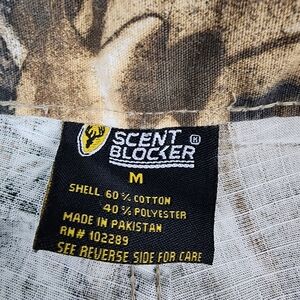 SCENT ®
BLOCKER
M
SHELL 60% COTTON
40% POLYESTER
MADE IN PAKISTAN
RN# 102289
SEE REVERSE SIDE FOR CARE